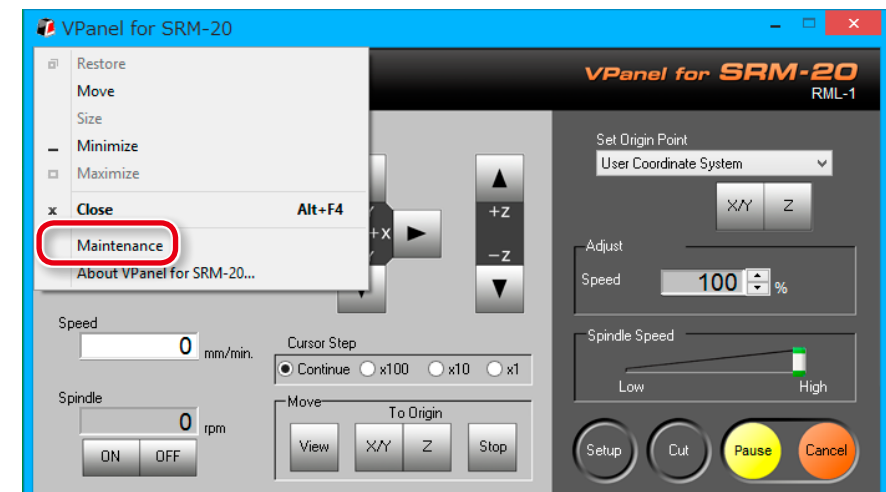 VPanel for SRM-20
Restore
Move
Size
Minimize
Maximize
x Close Alt+F4
Maintenance
About VPanel for SRM-20...
VPanel for SRM-20
RML-1
+X
+Z
−Z
Set Origin Point
User Coordinate System
X/Y Z
Adjust
Speed 100 %
Speed
0 mm/min.
Spindle
0 rpm
ON OFF
Cursor Step
Continue x100 x10 x1
Move
To Origin
View X/Y Z Stop
Spindle Speed
Low High
Setup Cut Pause Cancel